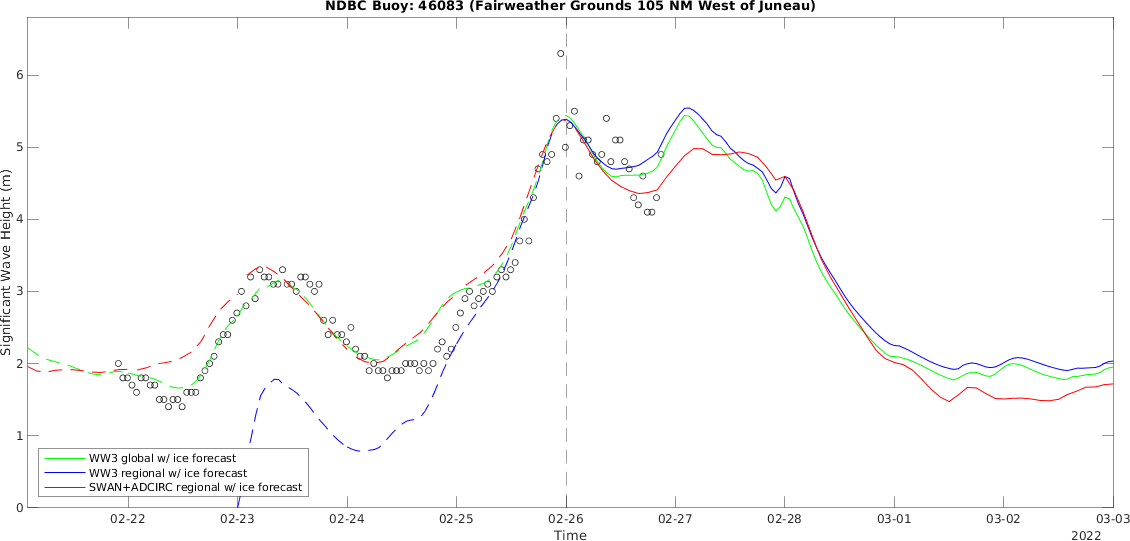 NDBC Buoy: 46083 (Fairweather Grounds 105 NM West of Juneau)
Significant Wave Height (m)
6
5
4
3
2
1
0
WW3 global w/ ice forecast
WW3 regional w/ ice forecast
SWAN+ADCIRC regional w/ ice forecast
02-22 02-23 02-24 02-25 02-26 02-27 02-28 03-01 03-02 03-03
Time
2022